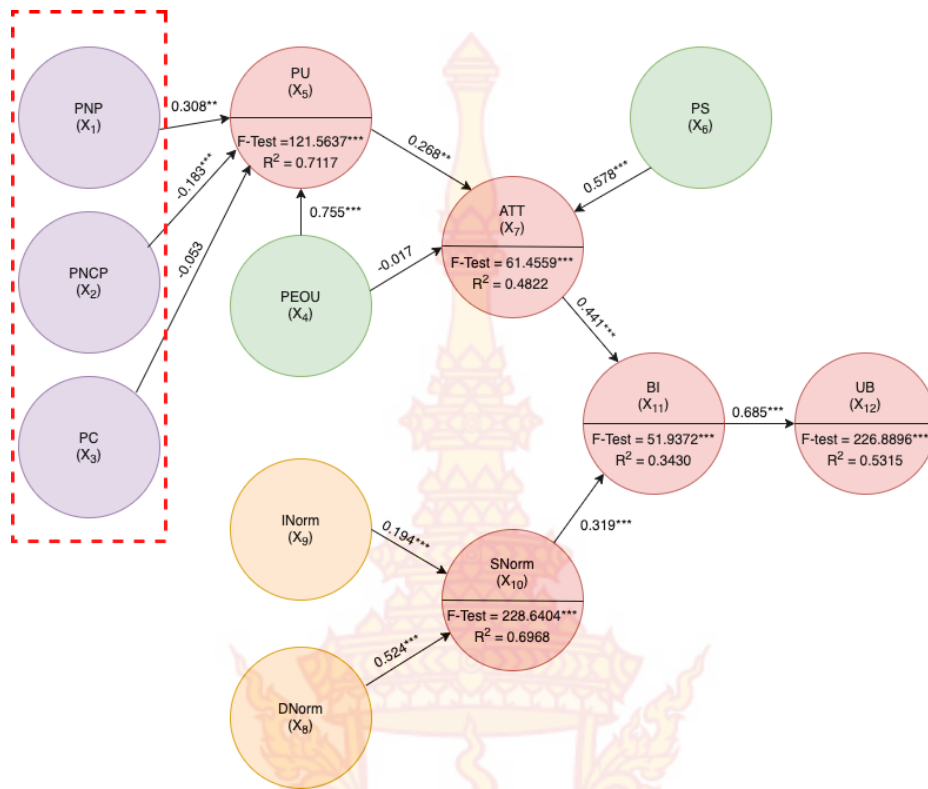 PNP
(X1)
0.308**
PU
(X5)
F-Test =121.5637***
R2 = 0.7117
PS
(X6)
0.268**
0.578***
-0.183***
0.755***
ATT
(X7)
F-Test = 61.4559***
R2 = 0.4822
PNCP
(X2)
-0.053
PEOU
(X4)
-0.017
0.441***
PC
(X3)
BI
(X11)
F-Test = 51.9372***
R2 = 0.3430
0.685***
UB
(X12)
F-test = 226.8896***
R2 = 0.5315
INorm
(X9)
0.194***
0.319***
SNorm
(X10)
F-Test = 228.6404***
R2 = 0.6968
0.524***
DNorm
(X8)